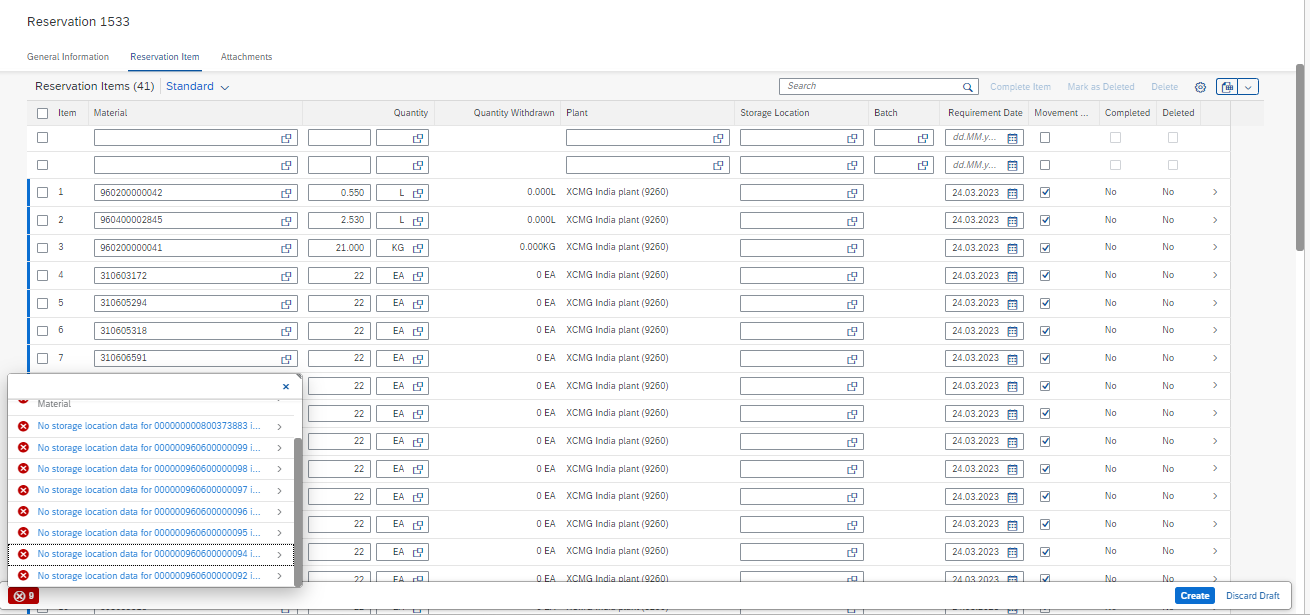 Reservation 1533
General Information Reservation Item Attachments
Reservation Items (41) Standard Search Complete Item Mark as Deleted Delete
Item Material Quantity Quantity Withdrawn Plant Storage Location Batch Requirement Date Movement ... Completed Deleted
dd.MM.y...
dd.MM.y...
1 960200000042 0.550 L 0.000L XCMG India plant (9260) 24.03.2023 No No
2 960400002845 2.530 L 0.000L XCMG India plant (9260) 24.03.2023 No No
3 960200000041 21.000 KG 0.000KG XCMG India plant (9260) 24.03.2023 No No
4 310603172 22 EA 0 EA XCMG India plant (9260) 24.03.2023 No No
5 310605294 22 EA 0 EA XCMG India plant (9260) 24.03.2023 No No
6 310605318 22 EA 0 EA XCMG India plant (9260) 24.03.2023 No No
7 310606591 22 EA 0 EA XCMG India plant (9260) 24.03.2023 No No
22 EA 0 EA XCMG India plant (9260) 24.03.2023 No No
22 EA 0 EA XCMG India plant (9260) 24.03.2023 No No
22 EA 0 EA XCMG India plant (9260) 24.03.2023 No No
22 EA 0 EA XCMG India plant (9260) 24.03.2023 No No
22 EA 0 EA XCMG India plant (9260) 24.03.2023 No No
22 EA 0 EA XCMG India plant (9260) 24.03.2023 No No
22 EA 0 EA XCMG India plant (9260) 24.03.2023 No No
22 EA 0 EA XCMG India plant (9260) 24.03.2023 No No
Material
No storage location data for 000000000800373883 i...
No storage location data for 000000960600000099 i...
No storage location data for 000000960600000098 i...
No storage location data for 000000960600000097 i...
No storage location data for 000000960600000096 i...
No storage location data for 000000960600000095 i...
No storage location data for 000000960600000094 i...
No storage location data for 000000960600000092 i...
9 Create Discard Draft